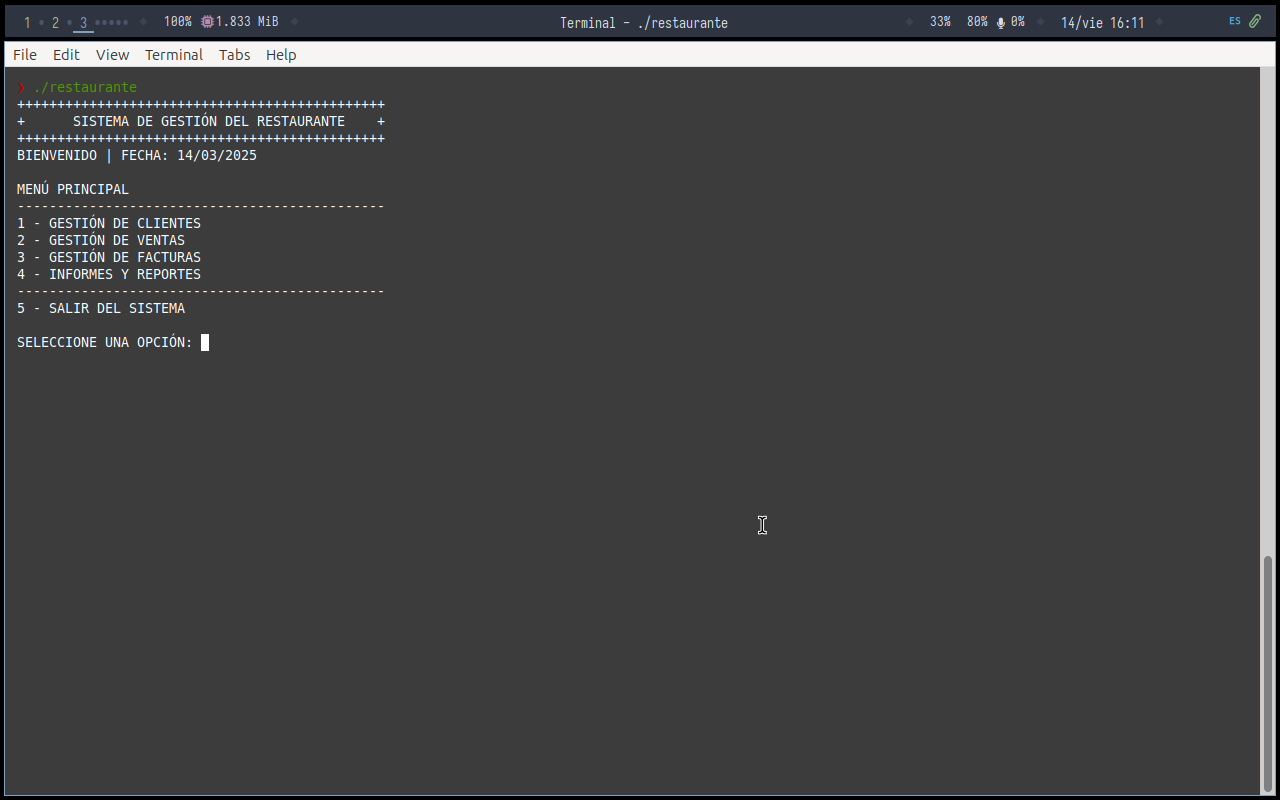 1 2 3 100% 1.833 MiB Terminal - ./restaurante 33% 80% 0% 14/vie 16:11 ES
File Edit View Terminal Tabs Help
❯ ./restaurante
++++++++++++++++++++++++++++++++++++++++++++++
+      SISTEMA DE GESTIÓN DEL RESTAURANTE    +
++++++++++++++++++++++++++++++++++++++++++++++
BIENVENIDO | FECHA: 14/03/2025
MENÚ PRINCIPAL
----------------------------------------------
1 - GESTIÓN DE CLIENTES
2 - GESTIÓN DE VENTAS
3 - GESTIÓN DE FACTURAS
4 - INFORMES Y REPORTES
----------------------------------------------
5 - SALIR DEL SISTEMA
SELECCIONE UNA OPCIÓN: